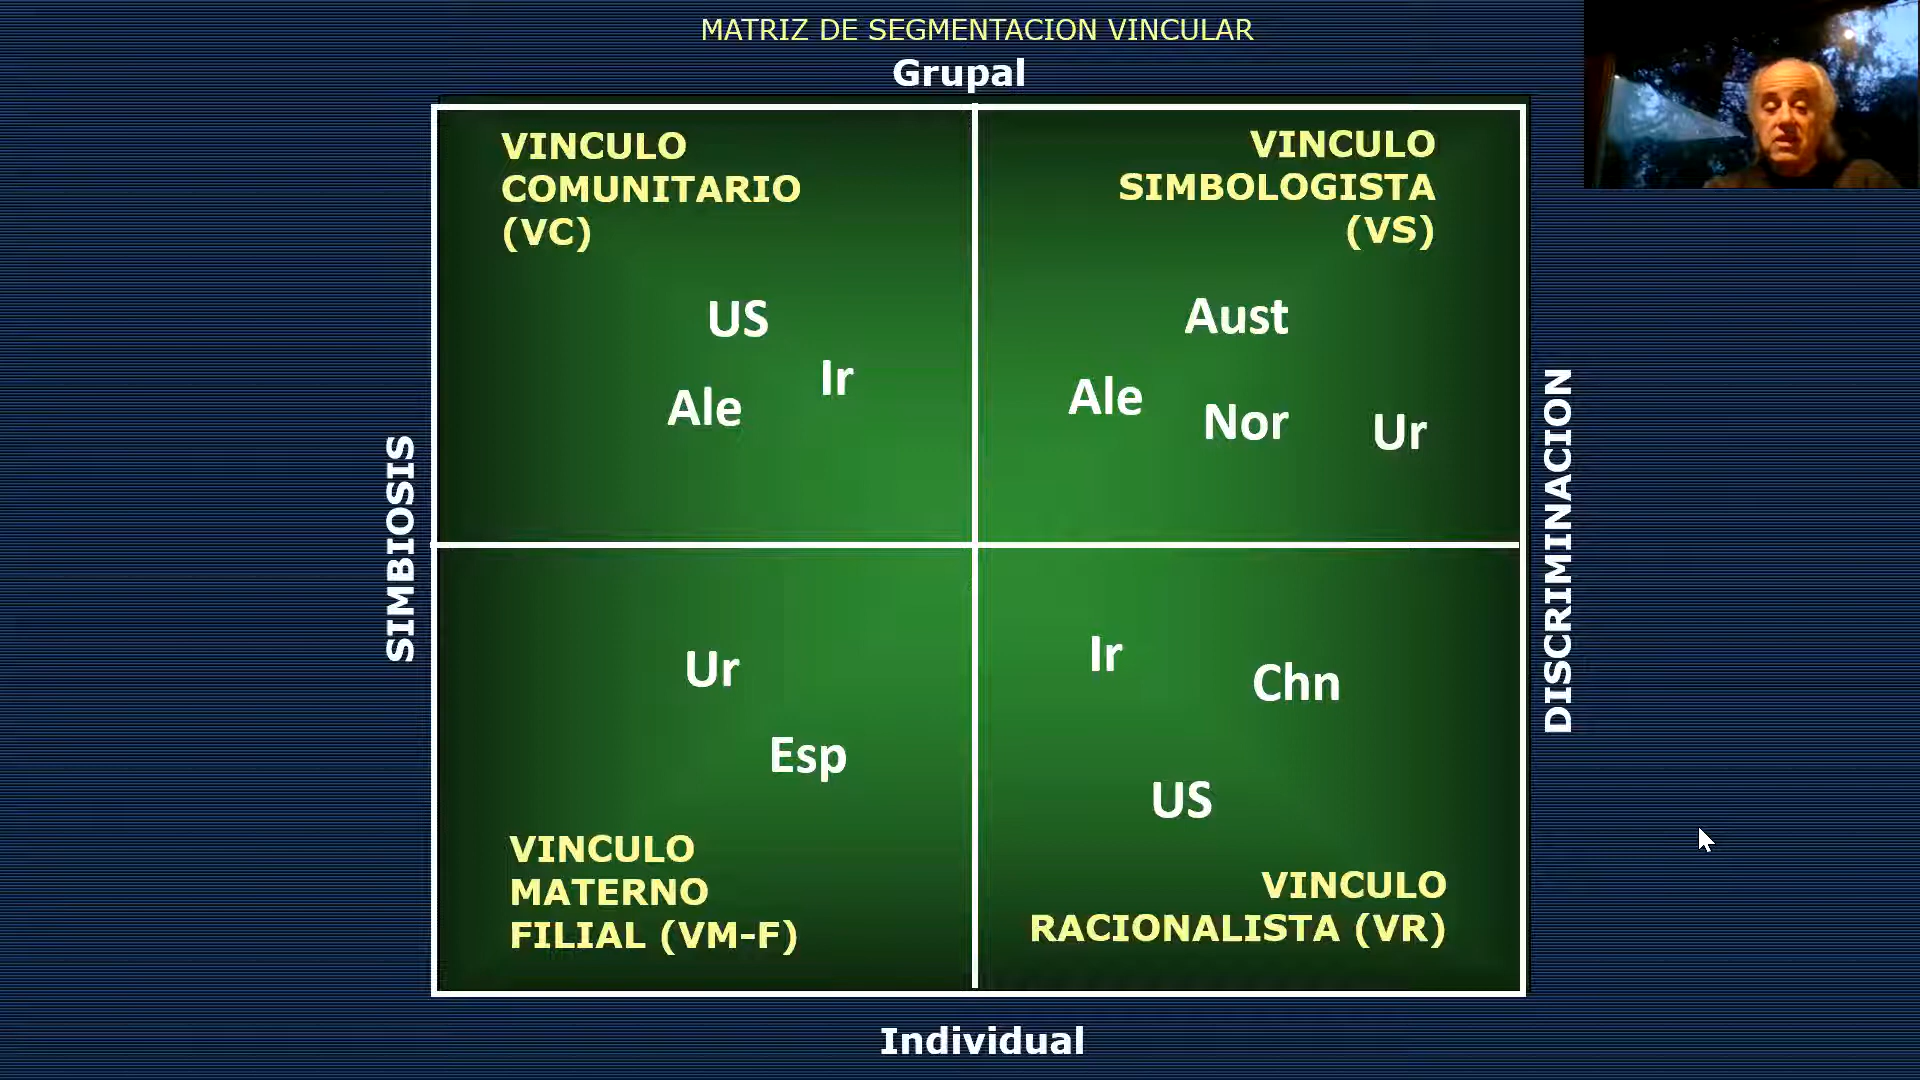 MATRIZ DE SEGMENTACION VINCULAR
Grupal
VINCULO
COMUNITARIO
(VC)
US
Ir
Ale
VINCULO
SIMBOLOGISTA
(VS)
Aust
Ale
Nor
Ur
SIMBIOSIS
DISCRIMINACION
Ur
Esp
VINCULO
MATERNO
FILIAL (VM-F)
Ir
Chn
US
VINCULO
RACIONALISTA (VR)
Individual